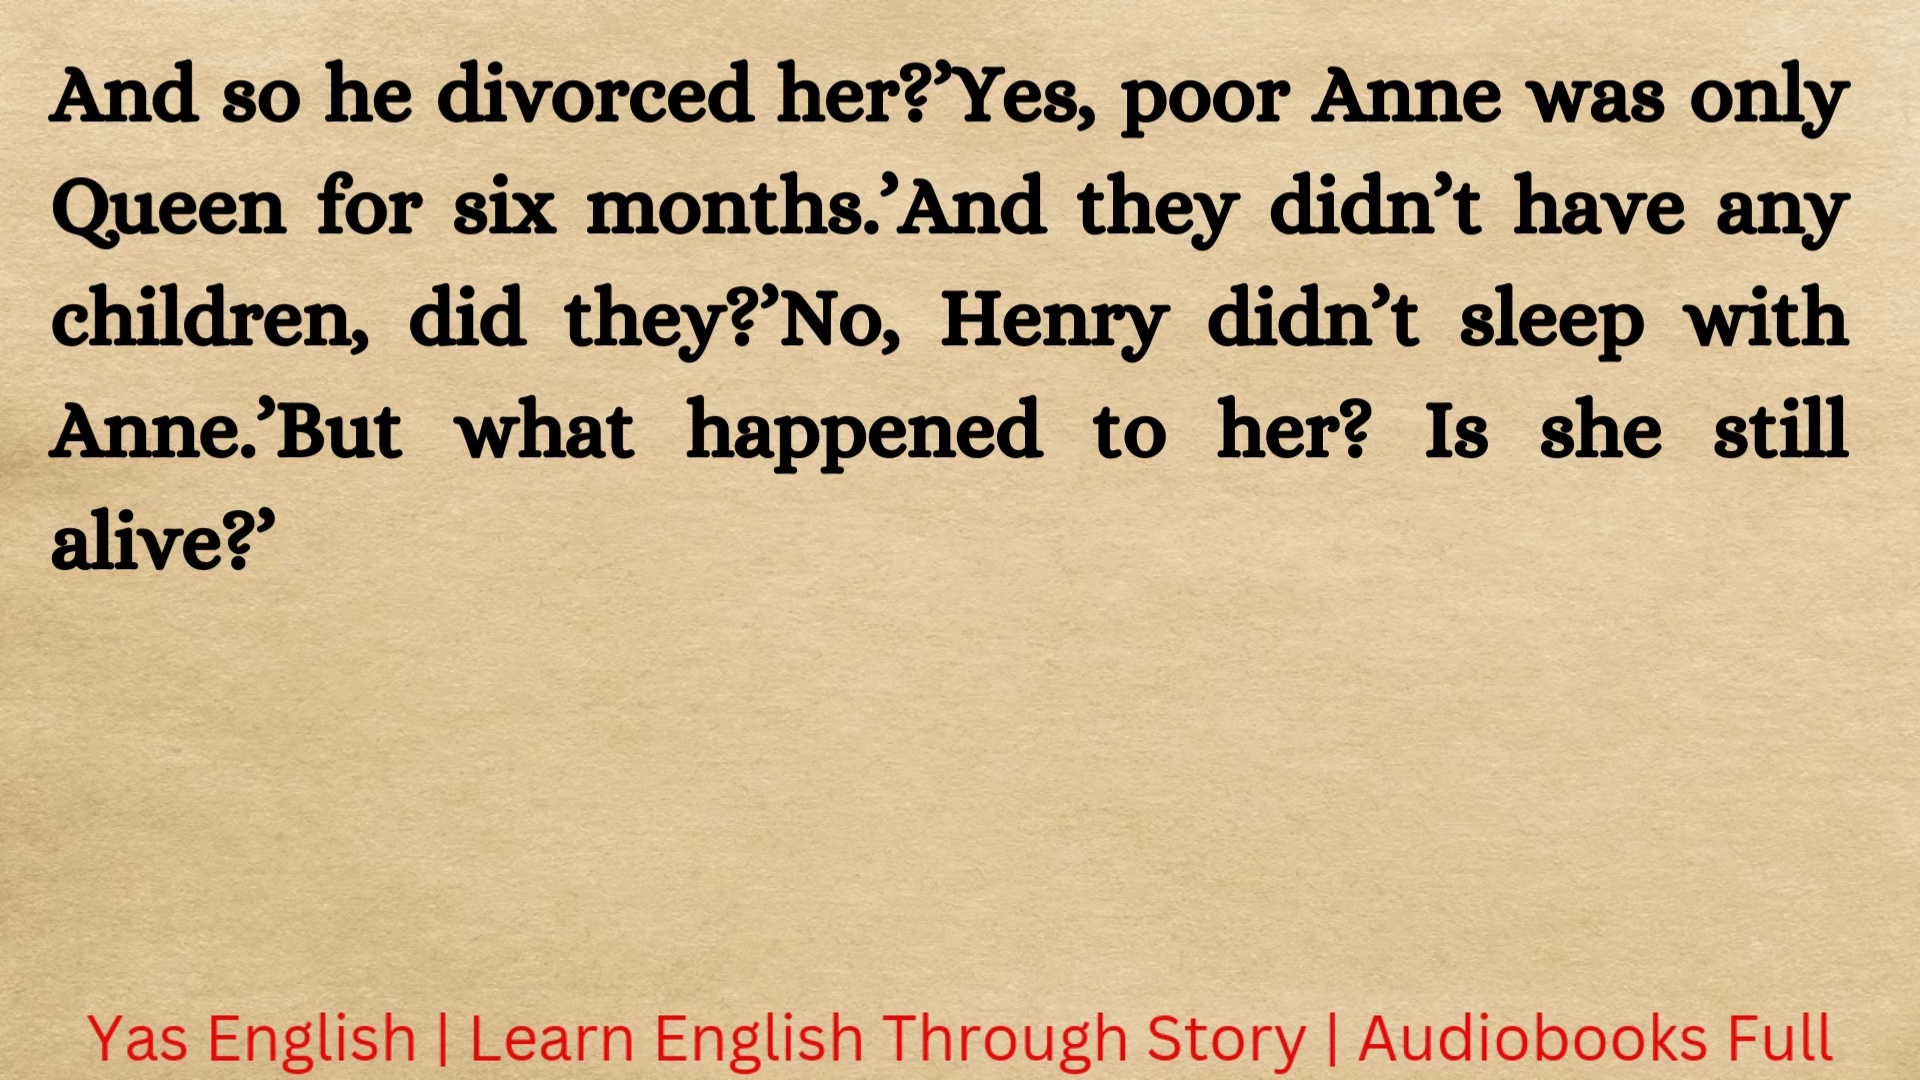 And so he divorced her?’Yes, poor Anne was only
Queen for six months.’And they didn’t have any
children, did they?’No, Henry didn’t sleep with
Anne.’But what happened to her? Is she still
alive?’
Yas English | Learn English Through Story | Audiobooks Full